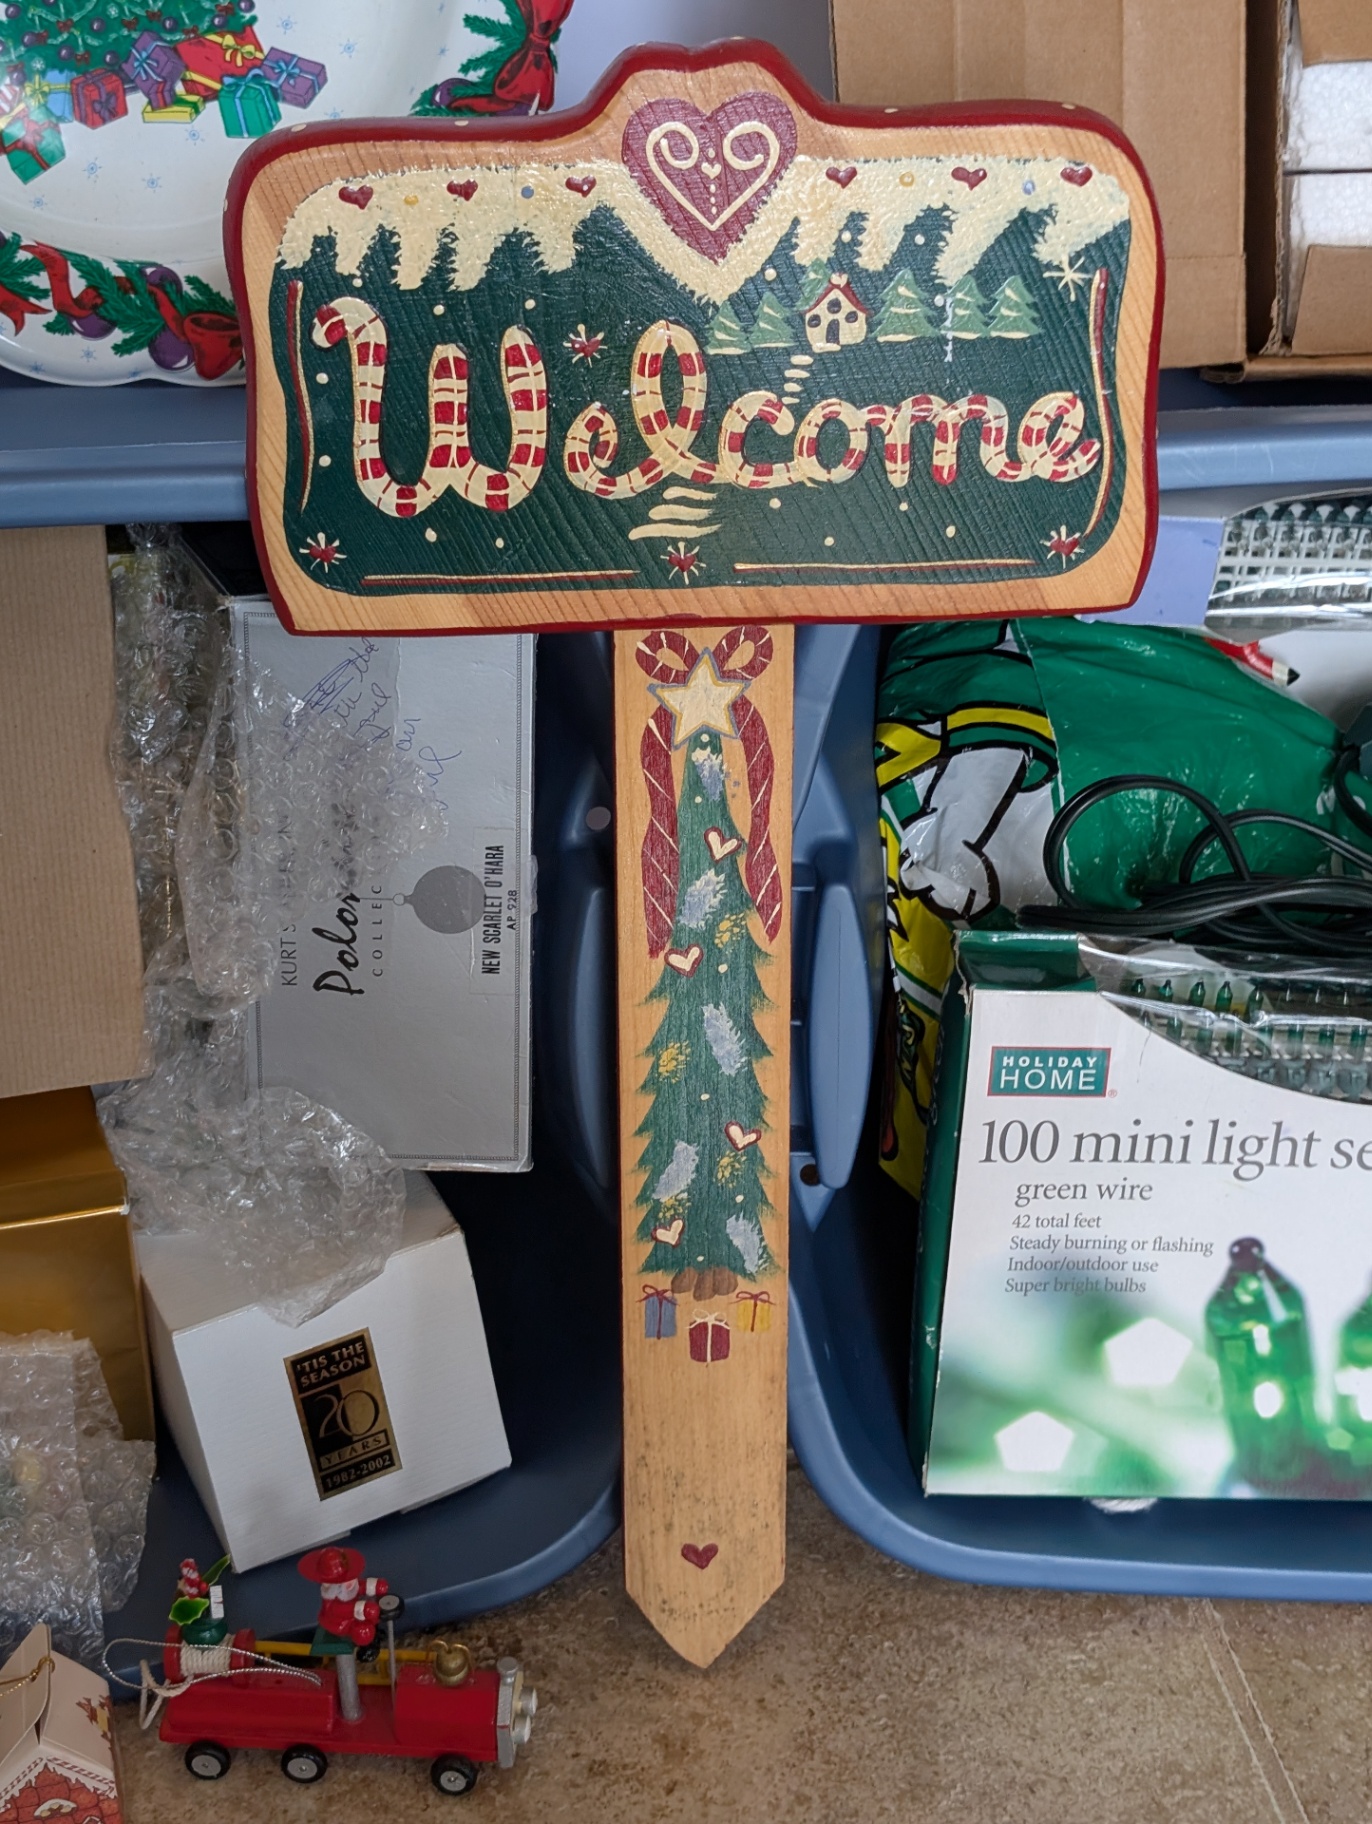 Welcome
KURT S.
Polon
COLLEC
NEW SCARLET O'HARA
AP 928
'TIS THE
SEASON
20
YEARS
1982-2002
HOLIDAY
HOME
100 mini light se
green wire
42 total feet
Steady burning or flashing
Indoor/outdoor use
Super bright bulbs